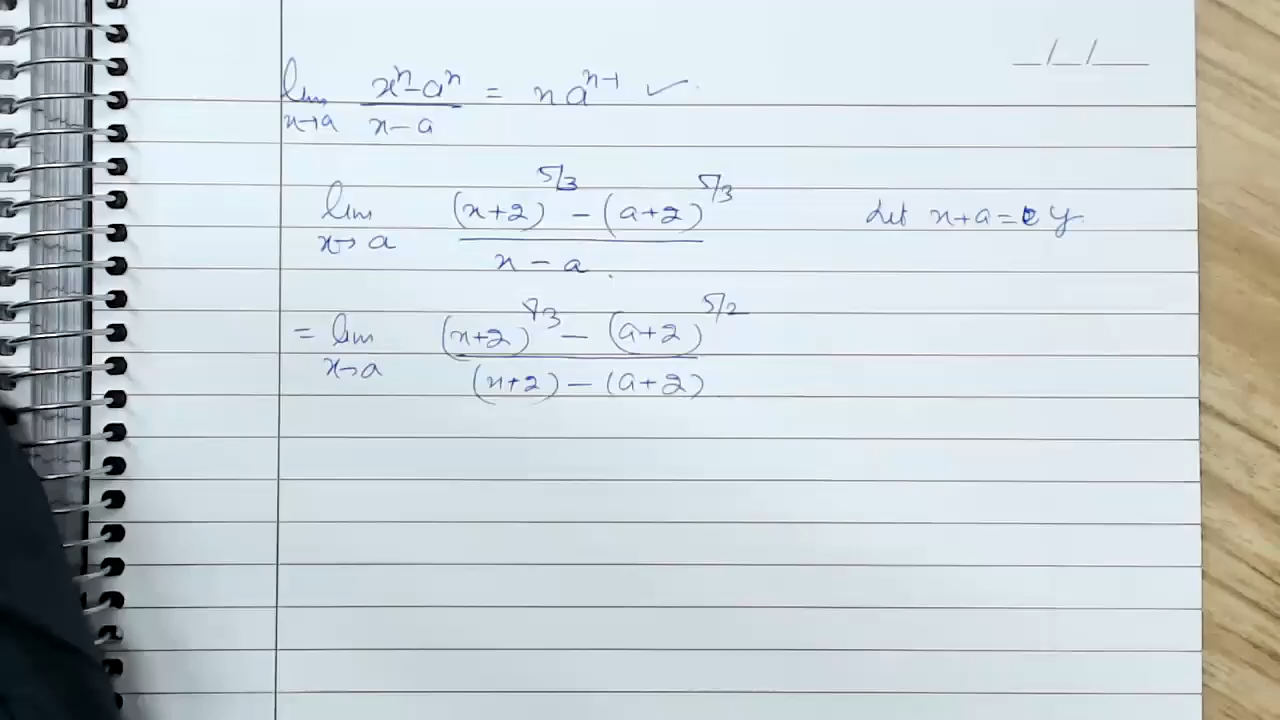 lim x→a (xⁿ - aⁿ)/(x - a) = n aⁿ⁻¹ ✓
__/__/____
lim x→a ((x+2)^5/3 - (a+2)^5/3)/(x - a) Let x+a = y
= lim x→a ((x+2)^5/3 - (a+2)^5/2)/((x+2) - (a+2))